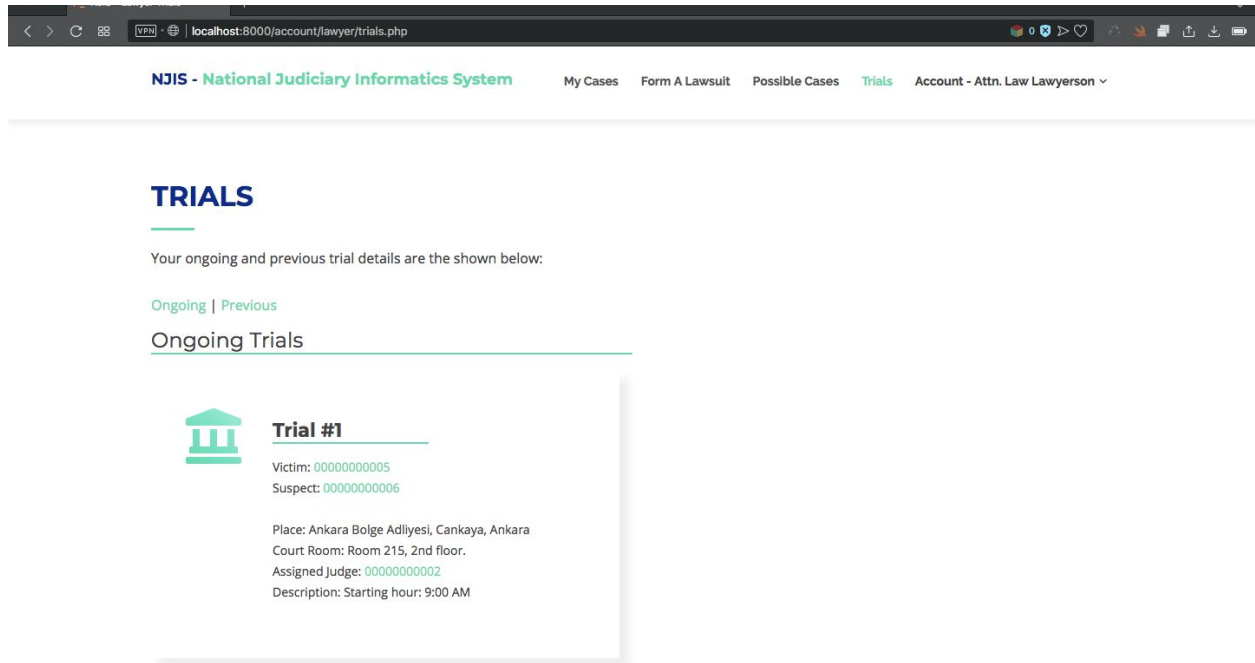 VPN localhost:8000/account/lawyer/trials.php 0
NJIS - National Judiciary Informatics System My Cases Form A Lawsuit Possible Cases Trials Account - Attn. Law Lawyerson
TRIALS
Your ongoing and previous trial details are the shown below:
Ongoing | Previous
Ongoing Trials
Trial #1
Victim: 00000000005
Suspect: 00000000006
Place: Ankara Bolge Adliyesi, Cankaya, Ankara
Court Room: Room 215, 2nd floor.
Assigned Judge: 00000000002
Description: Starting hour: 9:00 AM